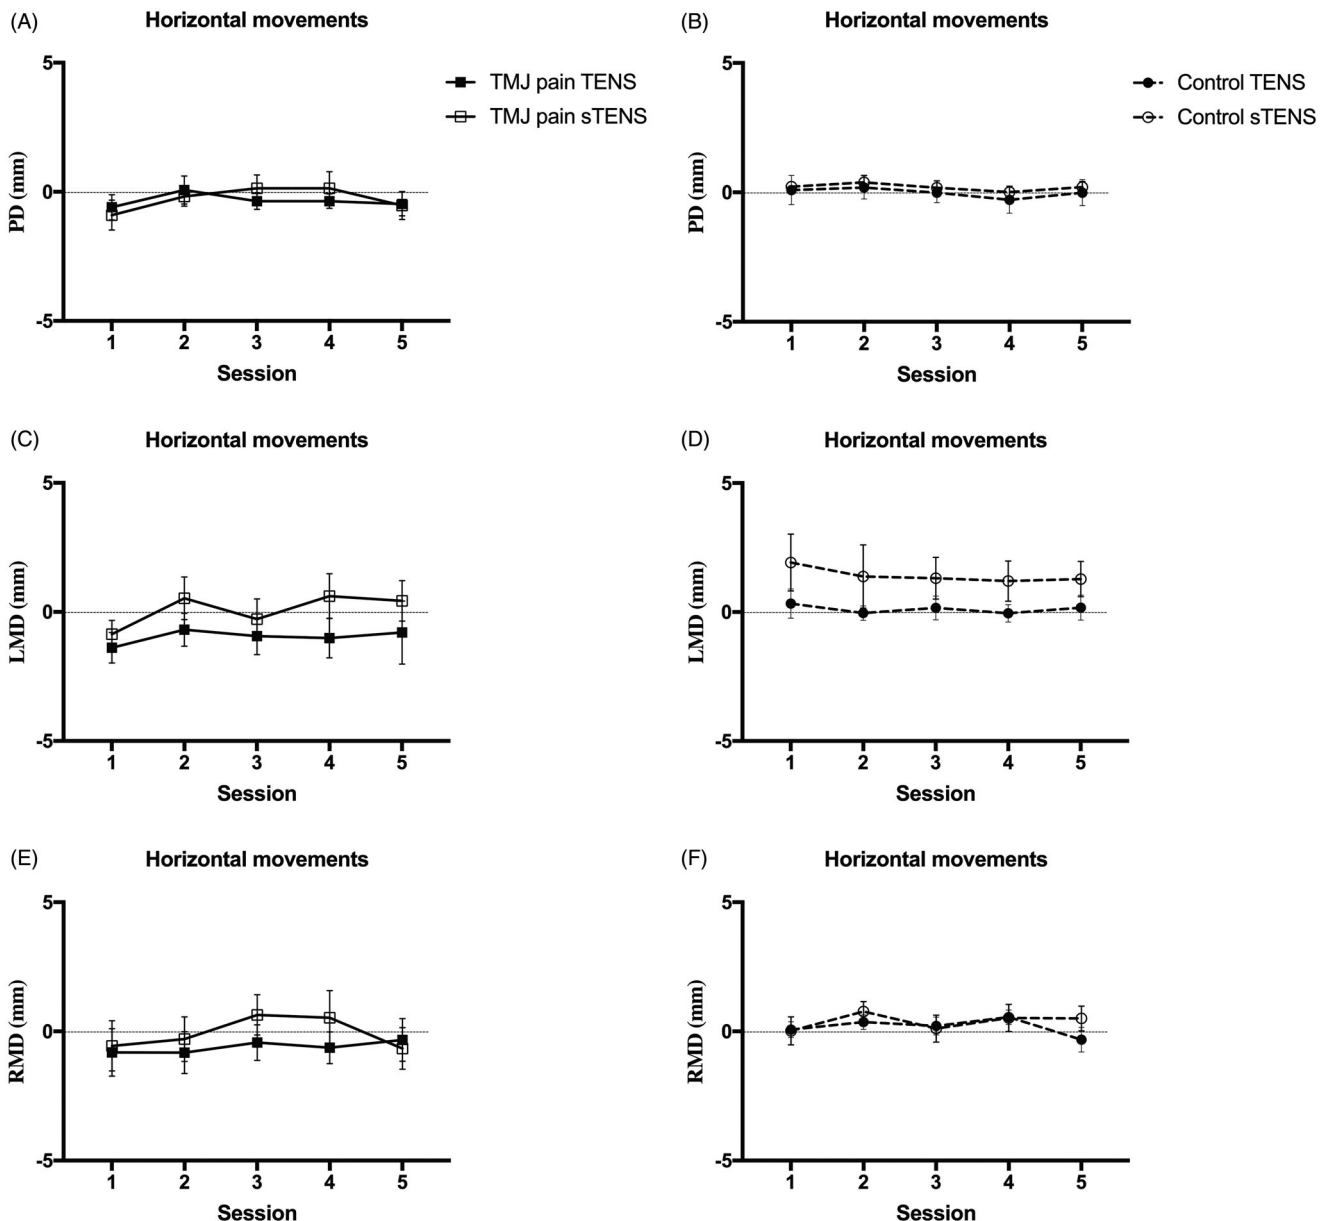 (A)
Horizontal movements
5
0
-5
PD (mm)
1 2 3 4 5
Session
TMJ pain TENS
TMJ pain sTENS
(B)
Horizontal movements
5
0
-5
PD (mm)
1 2 3 4 5
Session
Control TENS
Control sTENS
(C)
Horizontal movements
5
0
-5
LMD (mm)
1 2 3 4 5
Session
(D)
Horizontal movements
5
0
-5
LMD (mm)
1 2 3 4 5
Session
(E)
Horizontal movements
5
0
-5
RMD (mm)
1 2 3 4 5
Session
(F)
Horizontal movements
5
0
-5
RMD (mm)
1 2 3 4 5
Session